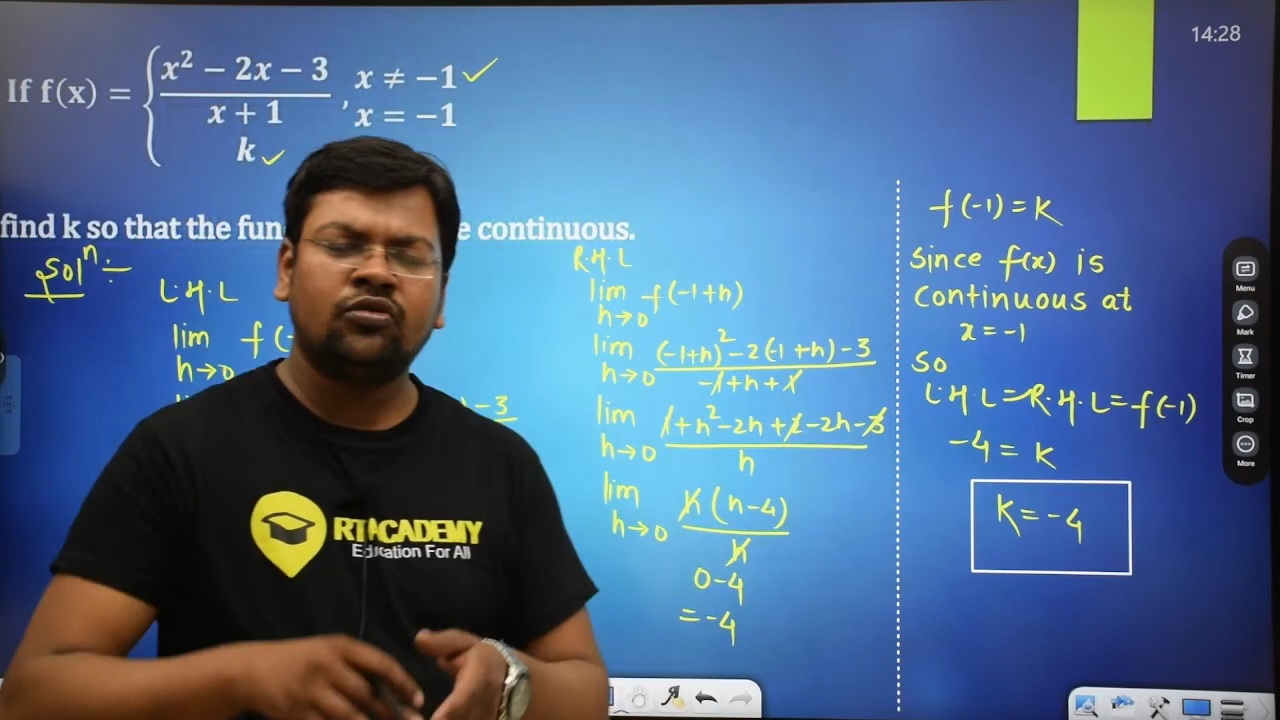 14:28
If f(x) = { x² − 2x − 3 / x + 1 , x ≠ −1 ✓
k ✓ x = −1
find k so that the fun e continuous.
Solⁿ :–
L.H.L
lim h→0 f(-
h - 3
R.H.L
lim h→0 f(-1+h)
lim h→0 (-1+h)² - 2(-1+h) - 3 / -1+h+1
lim h→0 1+h²-2h+2-2h-3 / h
lim h→0 h(h-4) / h
0-4
= -4
f(-1) = K
Since f(x) is
Continuous at
x = -1
So
L.H.L = R.H.L = f(-1)
-4 = K
K = -4
Menu
Mark
Timer
Crop
More
RT ACADEMY
Education For All